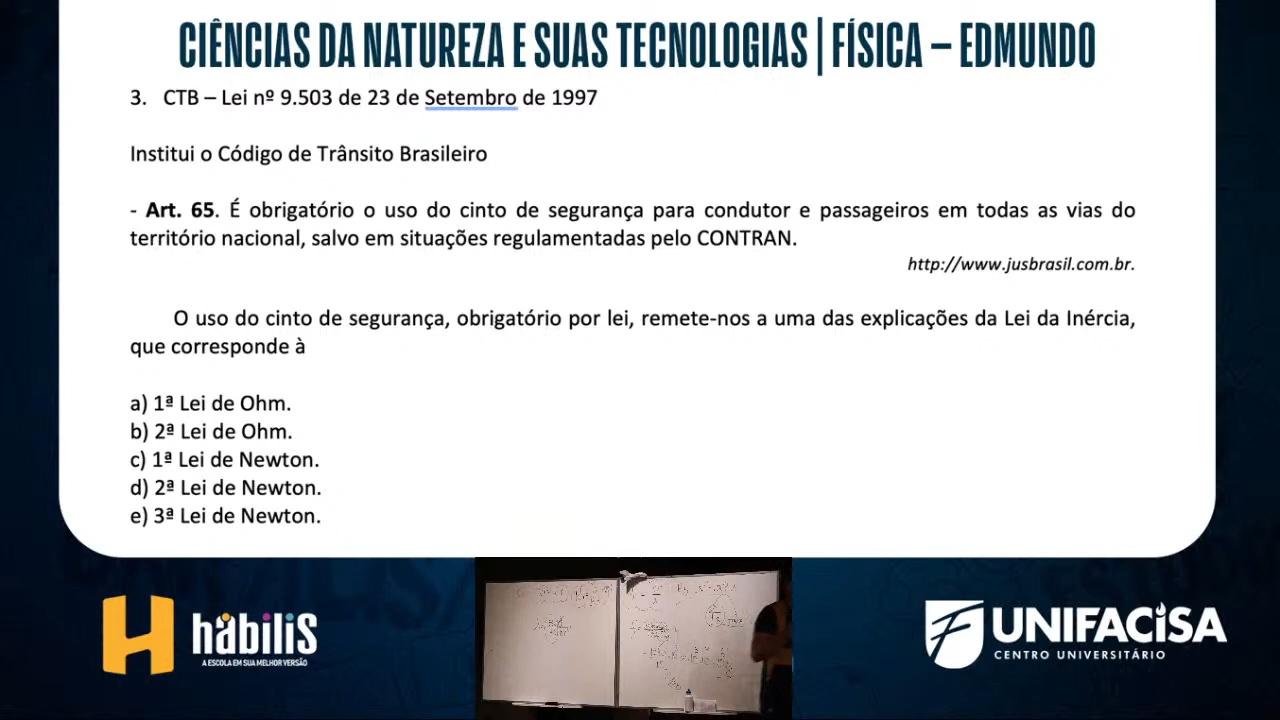 CIÊNCIAS DA NATUREZA E SUAS TECNOLOGIAS | FÍSICA – EDMUNDO
3. CTB – Lei nº 9.503 de 23 de Setembro de 1997
Institui o Código de Trânsito Brasileiro
- Art. 65. É obrigatório o uso do cinto de segurança para condutor e passageiros em todas as vias do
território nacional, salvo em situações regulamentadas pelo CONTRAN.
http://www.jusbrasil.com.br.
O uso do cinto de segurança, obrigatório por lei, remete-nos a uma das explicações da Lei da Inércia,
que corresponde à
a) 1ª Lei de Ohm.
b) 2ª Lei de Ohm.
c) 1ª Lei de Newton.
d) 2ª Lei de Newton.
e) 3ª Lei de Newton.
hábilis
A ESCOLA EM SUA MELHOR VERSÃO
UNIFACISA
CENTRO UNIVERSITÁRIO